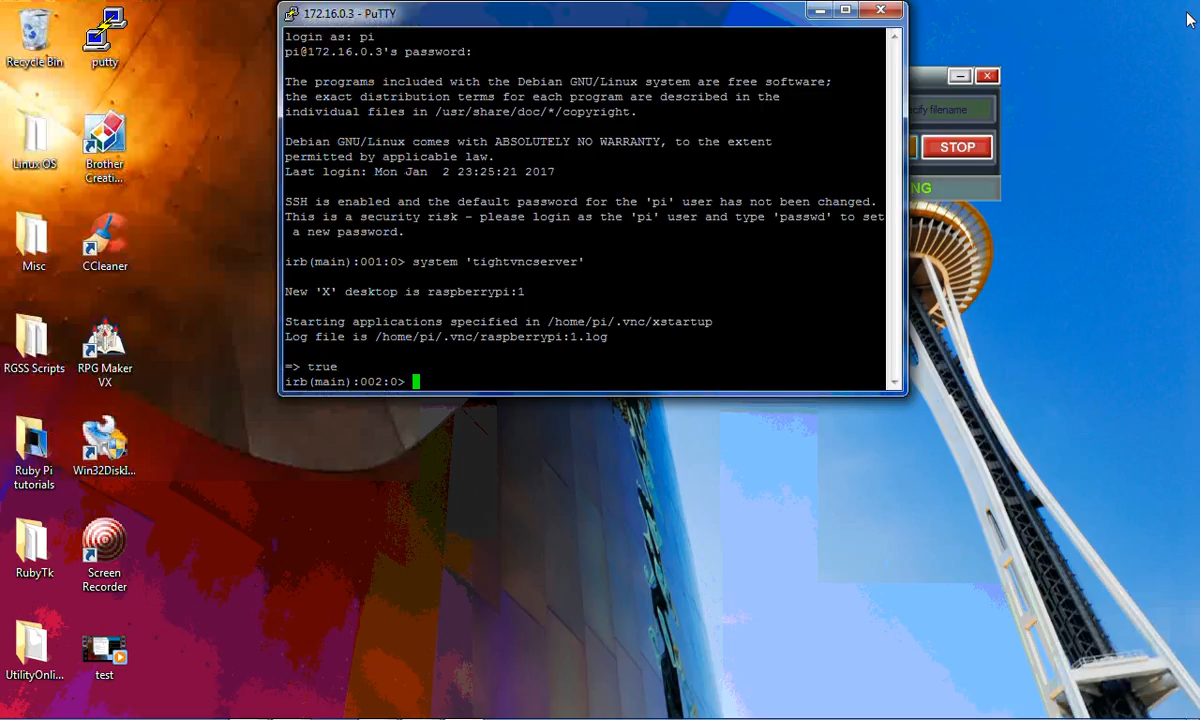 172.16.0.3 - PuTTY
login as: pi
pi@172.16.0.3's password:
The programs included with the Debian GNU/Linux system are free software;
the exact distribution terms for each program are described in the
individual files in /usr/share/doc/*/copyright.
Debian GNU/Linux comes with ABSOLUTELY NO WARRANTY, to the extent
permitted by applicable law.
Last login: Mon Jan  2 23:25:21 2017
SSH is enabled and the default password for the 'pi' user has not been changed.
This is a security risk - please login as the 'pi' user and type 'passwd' to set
 a new password.
irb(main):001:0> system 'tightvncserver'
New 'X' desktop is raspberrypi:1
Starting applications specified in /home/pi/.vnc/xstartup
Log file is /home/pi/.vnc/raspberrypi:1.log
=> true
irb(main):002:0>
Recycle Bin
putty
Linux OS
Brother
Creati...
Misc
CCleaner
RGSS Scripts
RPG Maker
VX
Ruby Pi
tutorials
Win32DiskI...
RubyTk
Screen
Recorder
UtilityOnli...
test
ecify filename
STOP
NG